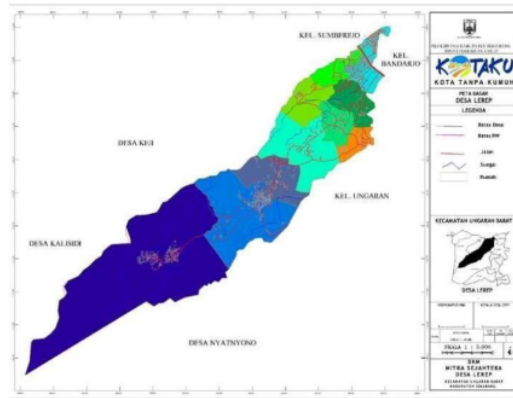 KEL. SUMBEREJO
KEL.
BANDARJO
DESA KEJI
KEL. UNGARAN
DESA KALISIDI
DESA NYATNYONO
KOTAKU
KOTA TANPA KUMUH
PETA DASAR
DESA LEREP
LEGENDA
Batas Desa
Batas RW
Jalan
Sungai
Rumah
KECAMATAN UNGARAN BARAT
DESA LEREP
SKALA 1 : 5.000
BKM
MITRA SEJAHTERA
DESA LEREP
KECAMATAN UNGARAN BARAT
KABUPATEN SEMARANG